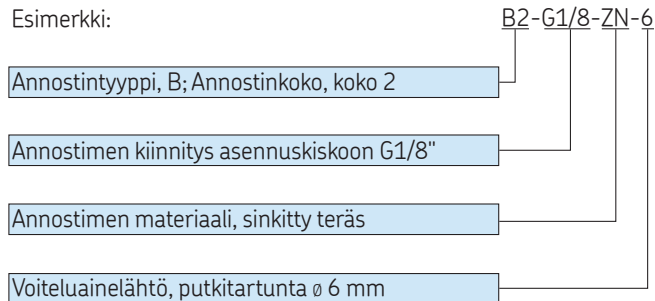 Esimerkki: B2-G1/8-ZN-6
Annostintyyppi, B; Annostinkoko, koko 2
Annostimen kiinnitys asennuskiskoon G1/8"
Annostimen materiaali, sinkitty teräs
Voiteluainelähtö, putkitartunta ø 6 mm